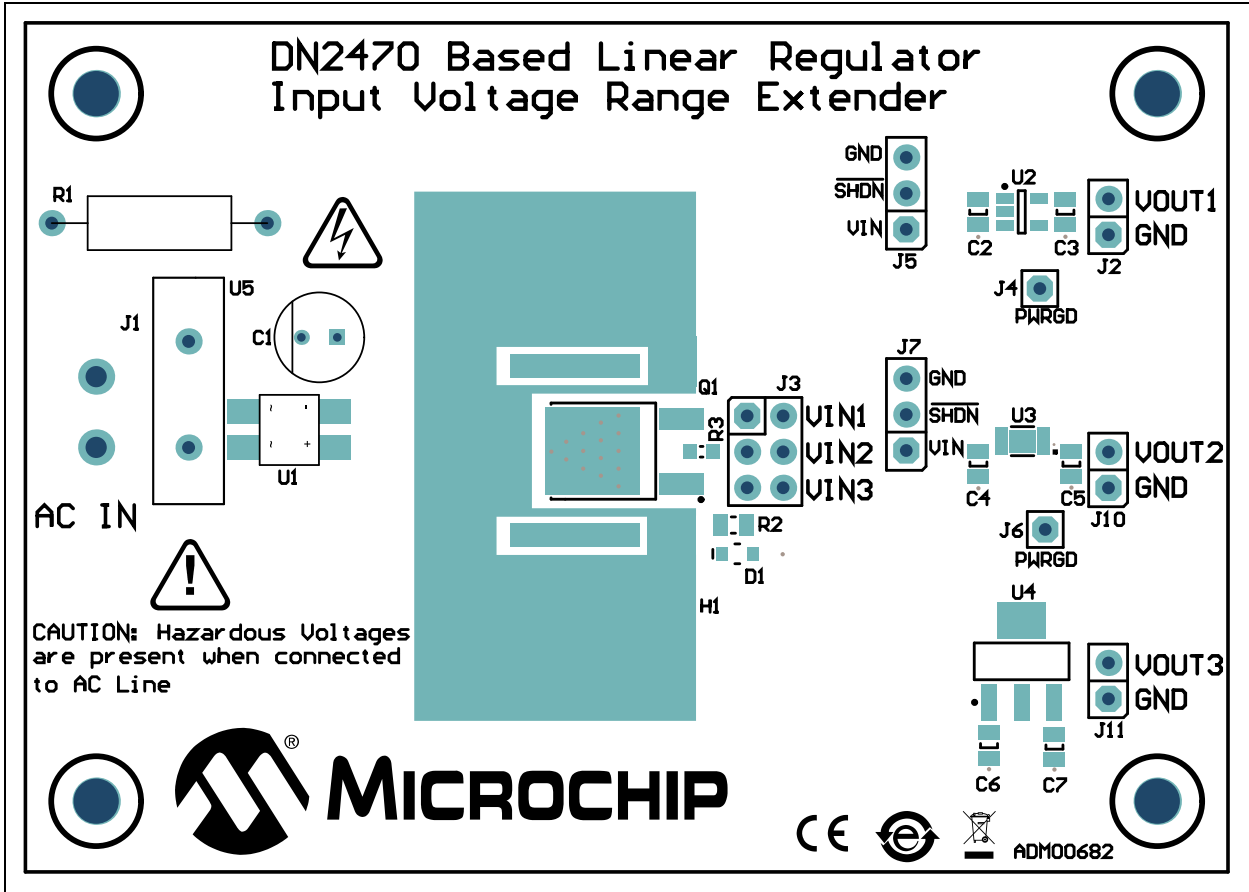 DN2470 Based Linear Regulator
Input Voltage Range Extender
R1
GND
SHDN
VIN
J5
U2
C2
C3
VOUT1
GND
J2
J4
PWRGD
U5
J1
C1
~ -
~ +
U1
AC IN
Q1
J3
R3
VIN1
VIN2
VIN3
R2
D1
H1
J7
GND
SHDN
VIN
U3
C4
C5
VOUT2
GND
J10
J6
PWRGD
U4
VOUT3
GND
J11
C6
C7
!
CAUTION: Hazardous Voltages
are present when connected
to AC Line
® MICROCHIP
CE
e
ADM00682